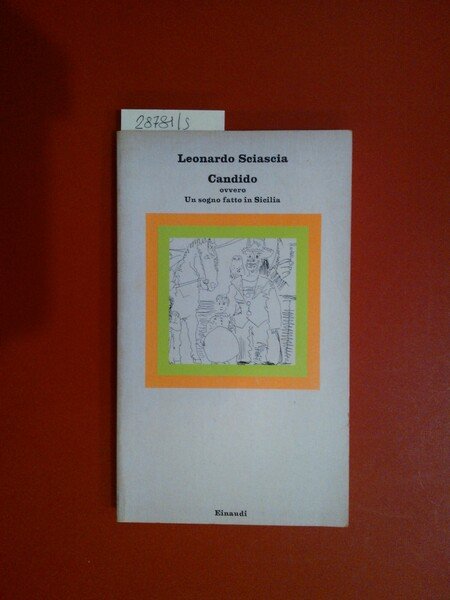 28781/S
Leonardo Sciascia
Candido
ovvero
Un sogno fatto in Sicilia
Einaudi